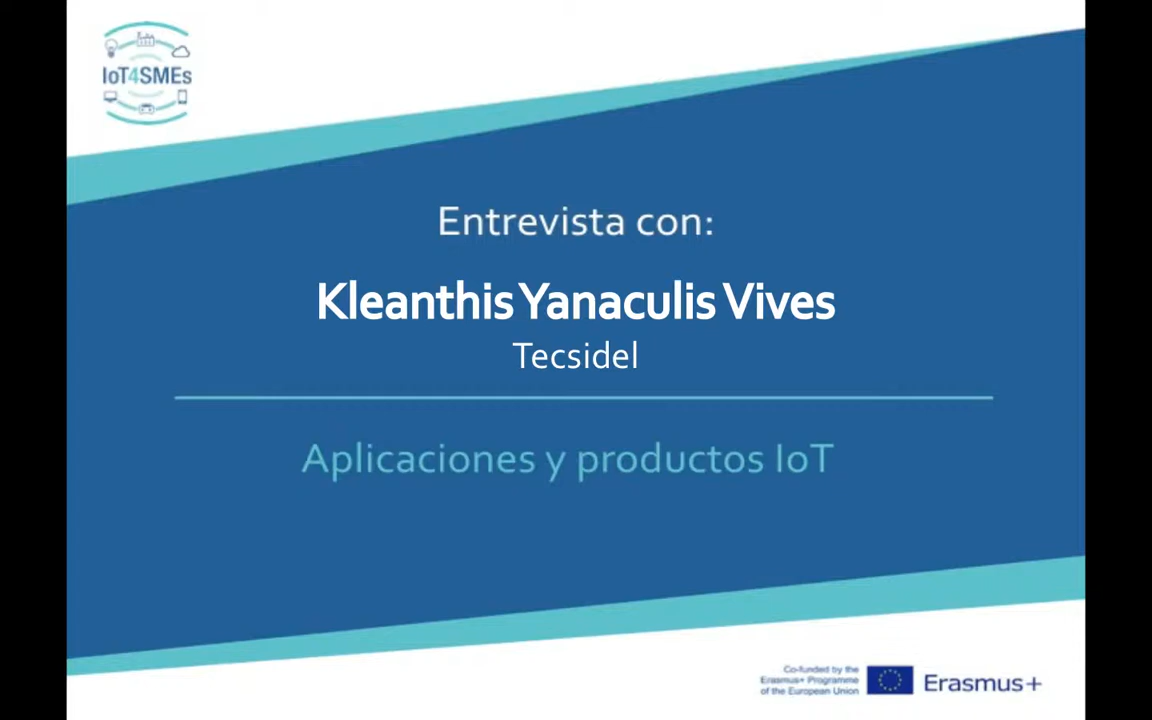 IoT4SMEs
Entrevista con:
Kleanthis Yanaculis Vives
Tecsidel
Aplicaciones y productos IoT
Co-funded by the
Erasmus+ Programme
of the European Union
Erasmus+